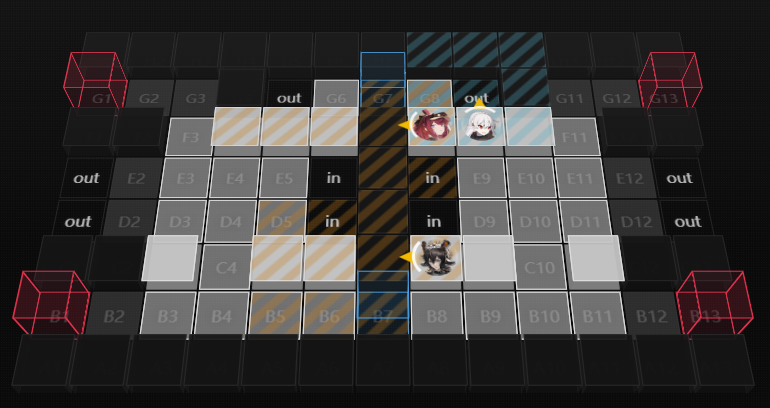 G1 G2 G3 out G6 G7 G8 out G11 G12 G13
F3 F11
out E2 E3 E4 E5 in in E9 E10 E11 E12 out
out D2 D3 D4 D5 in in D9 D10 D11 D12 out
C4 C10
B1 B2 B3 B4 B5 B6 B7 B8 B9 B10 B11 B12 B13